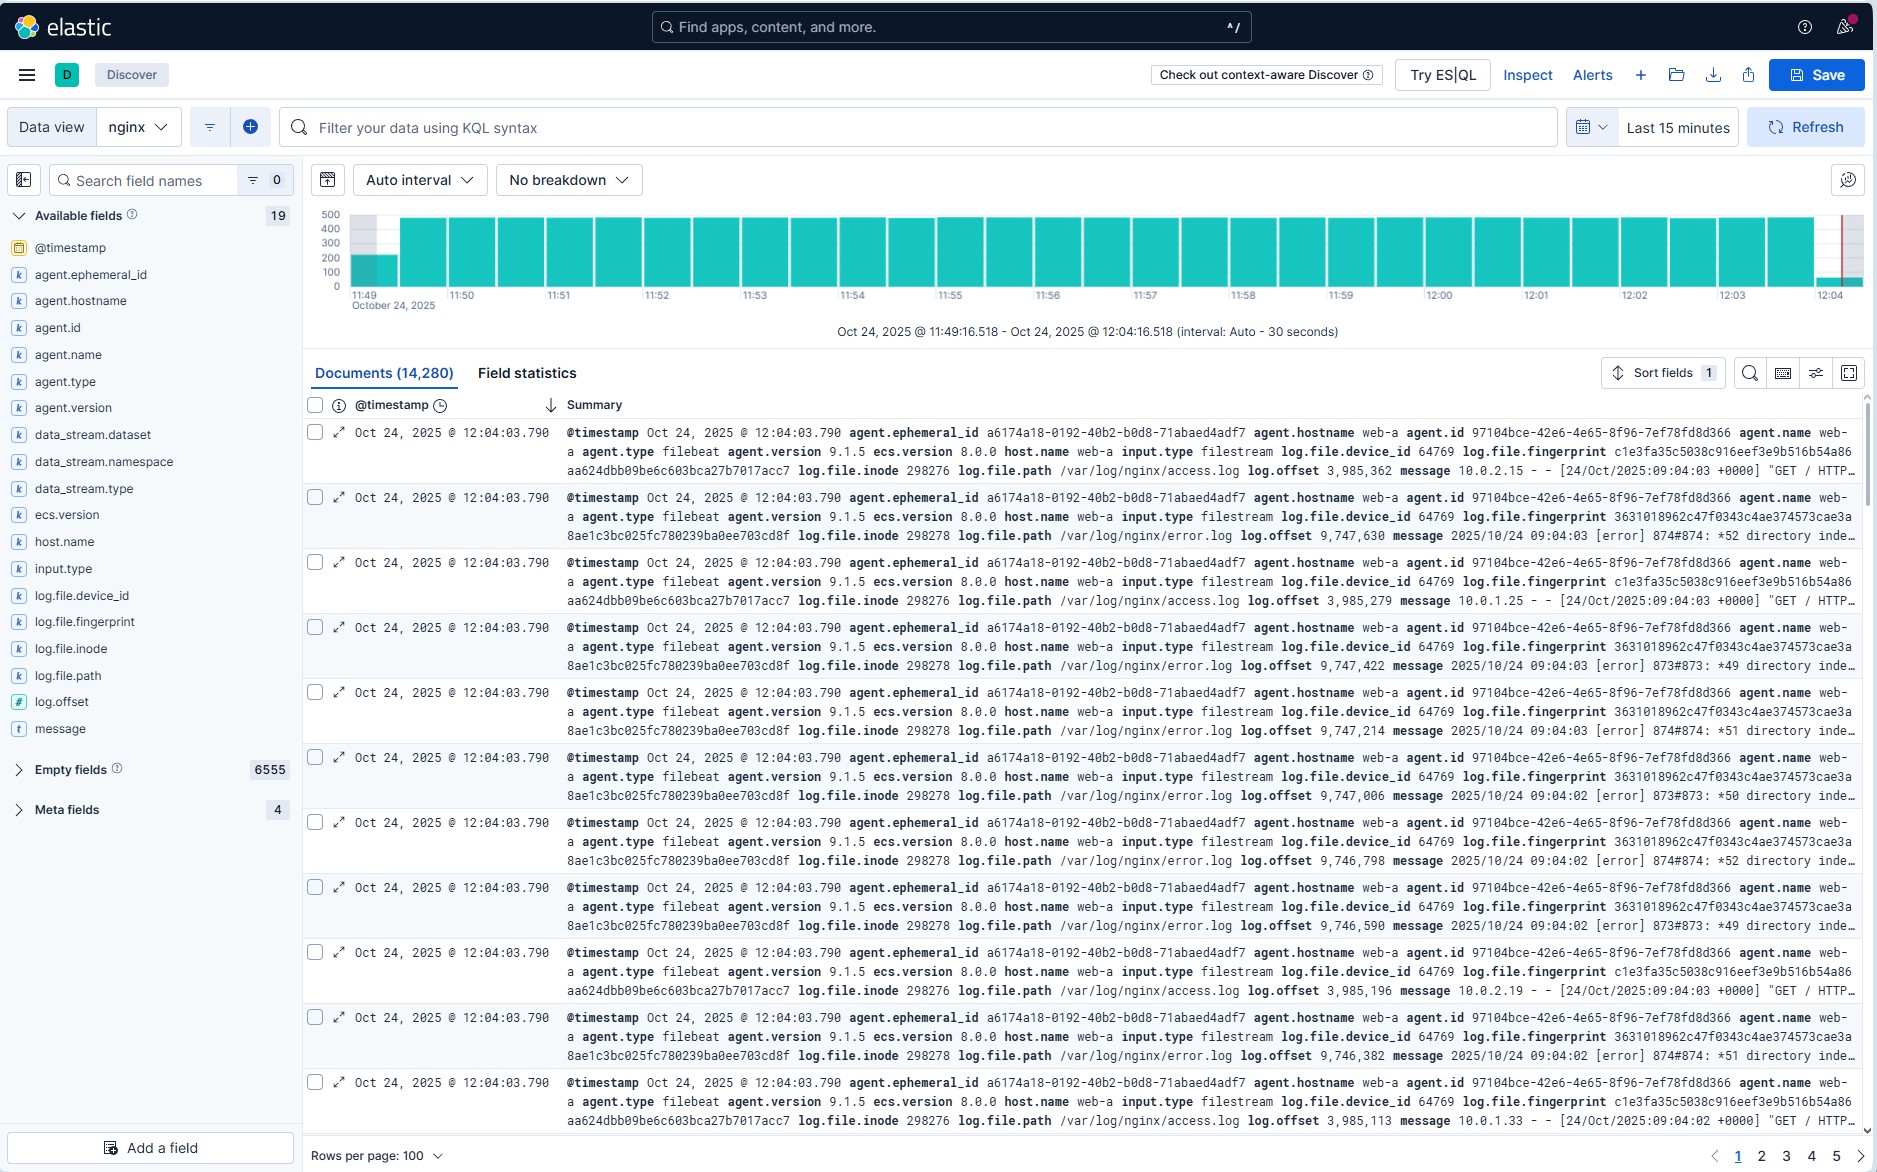 elastic
Find apps, content, and more.
^ /
D
Discover
Check out context-aware Discover
Try ES|QL
Inspect
Alerts
Save
Data view
nginx
Filter your data using KQL syntax
Last 15 minutes
Refresh
Search field names
0
Auto interval
No breakdown
Available fields
19
@timestamp
agent.ephemeral_id
agent.hostname
agent.id
agent.name
agent.type
agent.version
data_stream.dataset
data_stream.namespace
data_stream.type
ecs.version
host.name
input.type
log.file.device_id
log.file.fingerprint
log.file.inode
log.file.path
log.offset
message
Empty fields
6555
Meta fields
4
Add a field
500
400
300
200
100
0
11:49 11:50 11:51 11:52 11:53 11:54 11:55 11:56 11:57 11:58 11:59 12:00 12:01 12:02 12:03 12:04
October 24, 2025
Oct 24, 2025 @ 11:49:16.518 - Oct 24, 2025 @ 12:04:16.518 (interval: Auto - 30 seconds)
Documents (14,280)
Field statistics
Sort fields 1
@timestamp
Summary
Oct 24, 2025 @ 12:04:03.790 @timestamp Oct 24, 2025 @ 12:04:03.790 agent.ephemeral_id a6174a18-0192-40b2-b0d8-71abaed4adf7 agent.hostname web-a agent.id 97104bce-42e6-4e65-8f96-7ef78fd8d366 agent.name web-
a agent.type filebeat agent.version 9.1.5 ecs.version 8.0.0 host.name web-a input.type filestream log.file.device_id 64769 log.file.fingerprint c1e3fa35c5038c916eef3e9b516b54a86
aa624dbb09be6c603bca27b7017acc7 log.file.inode 298276 log.file.path /var/log/nginx/access.log log.offset 3,985,362 message 10.0.2.15 - - [24/Oct/2025:09:04:03 +0000] "GET / HTTP…
Oct 24, 2025 @ 12:04:03.790 @timestamp Oct 24, 2025 @ 12:04:03.790 agent.ephemeral_id a6174a18-0192-40b2-b0d8-71abaed4adf7 agent.hostname web-a agent.id 97104bce-42e6-4e65-8f96-7ef78fd8d366 agent.name web-
a agent.type filebeat agent.version 9.1.5 ecs.version 8.0.0 host.name web-a input.type filestream log.file.device_id 64769 log.file.fingerprint 3631018962c47f0343c4ae374573cae3a
8ae1c3bc025fc780239ba0ee703cd8f log.file.inode 298278 log.file.path /var/log/nginx/error.log log.offset 9,747,630 message 2025/10/24 09:04:03 [error] 874#874: *52 directory inde…
Oct 24, 2025 @ 12:04:03.790 @timestamp Oct 24, 2025 @ 12:04:03.790 agent.ephemeral_id a6174a18-0192-40b2-b0d8-71abaed4adf7 agent.hostname web-a agent.id 97104bce-42e6-4e65-8f96-7ef78fd8d366 agent.name web-
a agent.type filebeat agent.version 9.1.5 ecs.version 8.0.0 host.name web-a input.type filestream log.file.device_id 64769 log.file.fingerprint c1e3fa35c5038c916eef3e9b516b54a86
aa624dbb09be6c603bca27b7017acc7 log.file.inode 298276 log.file.path /var/log/nginx/access.log log.offset 3,985,279 message 10.0.1.25 - - [24/Oct/2025:09:04:03 +0000] "GET / HTTP…
Oct 24, 2025 @ 12:04:03.790 @timestamp Oct 24, 2025 @ 12:04:03.790 agent.ephemeral_id a6174a18-0192-40b2-b0d8-71abaed4adf7 agent.hostname web-a agent.id 97104bce-42e6-4e65-8f96-7ef78fd8d366 agent.name web-
a agent.type filebeat agent.version 9.1.5 ecs.version 8.0.0 host.name web-a input.type filestream log.file.device_id 64769 log.file.fingerprint 3631018962c47f0343c4ae374573cae3a
8ae1c3bc025fc780239ba0ee703cd8f log.file.inode 298278 log.file.path /var/log/nginx/error.log log.offset 9,747,422 message 2025/10/24 09:04:03 [error] 873#873: *49 directory inde…
Oct 24, 2025 @ 12:04:03.790 @timestamp Oct 24, 2025 @ 12:04:03.790 agent.ephemeral_id a6174a18-0192-40b2-b0d8-71abaed4adf7 agent.hostname web-a agent.id 97104bce-42e6-4e65-8f96-7ef78fd8d366 agent.name web-
a agent.type filebeat agent.version 9.1.5 ecs.version 8.0.0 host.name web-a input.type filestream log.file.device_id 64769 log.file.fingerprint 3631018962c47f0343c4ae374573cae3a
8ae1c3bc025fc780239ba0ee703cd8f log.file.inode 298278 log.file.path /var/log/nginx/error.log log.offset 9,747,214 message 2025/10/24 09:04:03 [error] 874#874: *51 directory inde…
Oct 24, 2025 @ 12:04:03.790 @timestamp Oct 24, 2025 @ 12:04:03.790 agent.ephemeral_id a6174a18-0192-40b2-b0d8-71abaed4adf7 agent.hostname web-a agent.id 97104bce-42e6-4e65-8f96-7ef78fd8d366 agent.name web-
a agent.type filebeat agent.version 9.1.5 ecs.version 8.0.0 host.name web-a input.type filestream log.file.device_id 64769 log.file.fingerprint 3631018962c47f0343c4ae374573cae3a
8ae1c3bc025fc780239ba0ee703cd8f log.file.inode 298278 log.file.path /var/log/nginx/error.log log.offset 9,747,006 message 2025/10/24 09:04:02 [error] 873#873: *50 directory inde…
Oct 24, 2025 @ 12:04:03.790 @timestamp Oct 24, 2025 @ 12:04:03.790 agent.ephemeral_id a6174a18-0192-40b2-b0d8-71abaed4adf7 agent.hostname web-a agent.id 97104bce-42e6-4e65-8f96-7ef78fd8d366 agent.name web-
a agent.type filebeat agent.version 9.1.5 ecs.version 8.0.0 host.name web-a input.type filestream log.file.device_id 64769 log.file.fingerprint 3631018962c47f0343c4ae374573cae3a
8ae1c3bc025fc780239ba0ee703cd8f log.file.inode 298278 log.file.path /var/log/nginx/error.log log.offset 9,746,798 message 2025/10/24 09:04:02 [error] 874#874: *52 directory inde…
Oct 24, 2025 @ 12:04:03.790 @timestamp Oct 24, 2025 @ 12:04:03.790 agent.ephemeral_id a6174a18-0192-40b2-b0d8-71abaed4adf7 agent.hostname web-a agent.id 97104bce-42e6-4e65-8f96-7ef78fd8d366 agent.name web-
a agent.type filebeat agent.version 9.1.5 ecs.version 8.0.0 host.name web-a input.type filestream log.file.device_id 64769 log.file.fingerprint 3631018962c47f0343c4ae374573cae3a
8ae1c3bc025fc780239ba0ee703cd8f log.file.inode 298278 log.file.path /var/log/nginx/error.log log.offset 9,746,590 message 2025/10/24 09:04:02 [error] 873#873: *49 directory inde…
Oct 24, 2025 @ 12:04:03.790 @timestamp Oct 24, 2025 @ 12:04:03.790 agent.ephemeral_id a6174a18-0192-40b2-b0d8-71abaed4adf7 agent.hostname web-a agent.id 97104bce-42e6-4e65-8f96-7ef78fd8d366 agent.name web-
a agent.type filebeat agent.version 9.1.5 ecs.version 8.0.0 host.name web-a input.type filestream log.file.device_id 64769 log.file.fingerprint c1e3fa35c5038c916eef3e9b516b54a86
aa624dbb09be6c603bca27b7017acc7 log.file.inode 298276 log.file.path /var/log/nginx/access.log log.offset 3,985,196 message 10.0.2.19 - - [24/Oct/2025:09:04:03 +0000] "GET / HTTP…
Oct 24, 2025 @ 12:04:03.790 @timestamp Oct 24, 2025 @ 12:04:03.790 agent.ephemeral_id a6174a18-0192-40b2-b0d8-71abaed4adf7 agent.hostname web-a agent.id 97104bce-42e6-4e65-8f96-7ef78fd8d366 agent.name web-
a agent.type filebeat agent.version 9.1.5 ecs.version 8.0.0 host.name web-a input.type filestream log.file.device_id 64769 log.file.fingerprint 3631018962c47f0343c4ae374573cae3a
8ae1c3bc025fc780239ba0ee703cd8f log.file.inode 298278 log.file.path /var/log/nginx/error.log log.offset 9,746,382 message 2025/10/24 09:04:02 [error] 874#874: *51 directory inde…
Oct 24, 2025 @ 12:04:03.790 @timestamp Oct 24, 2025 @ 12:04:03.790 agent.ephemeral_id a6174a18-0192-40b2-b0d8-71abaed4adf7 agent.hostname web-a agent.id 97104bce-42e6-4e65-8f96-7ef78fd8d366 agent.name web-
a agent.type filebeat agent.version 9.1.5 ecs.version 8.0.0 host.name web-a input.type filestream log.file.device_id 64769 log.file.fingerprint c1e3fa35c5038c916eef3e9b516b54a86
aa624dbb09be6c603bca27b7017acc7 log.file.inode 298276 log.file.path /var/log/nginx/access.log log.offset 3,985,113 message 10.0.1.33 - - [24/Oct/2025:09:04:02 +0000] "GET / HTTP…
Rows per page: 100
1 2 3 4 5